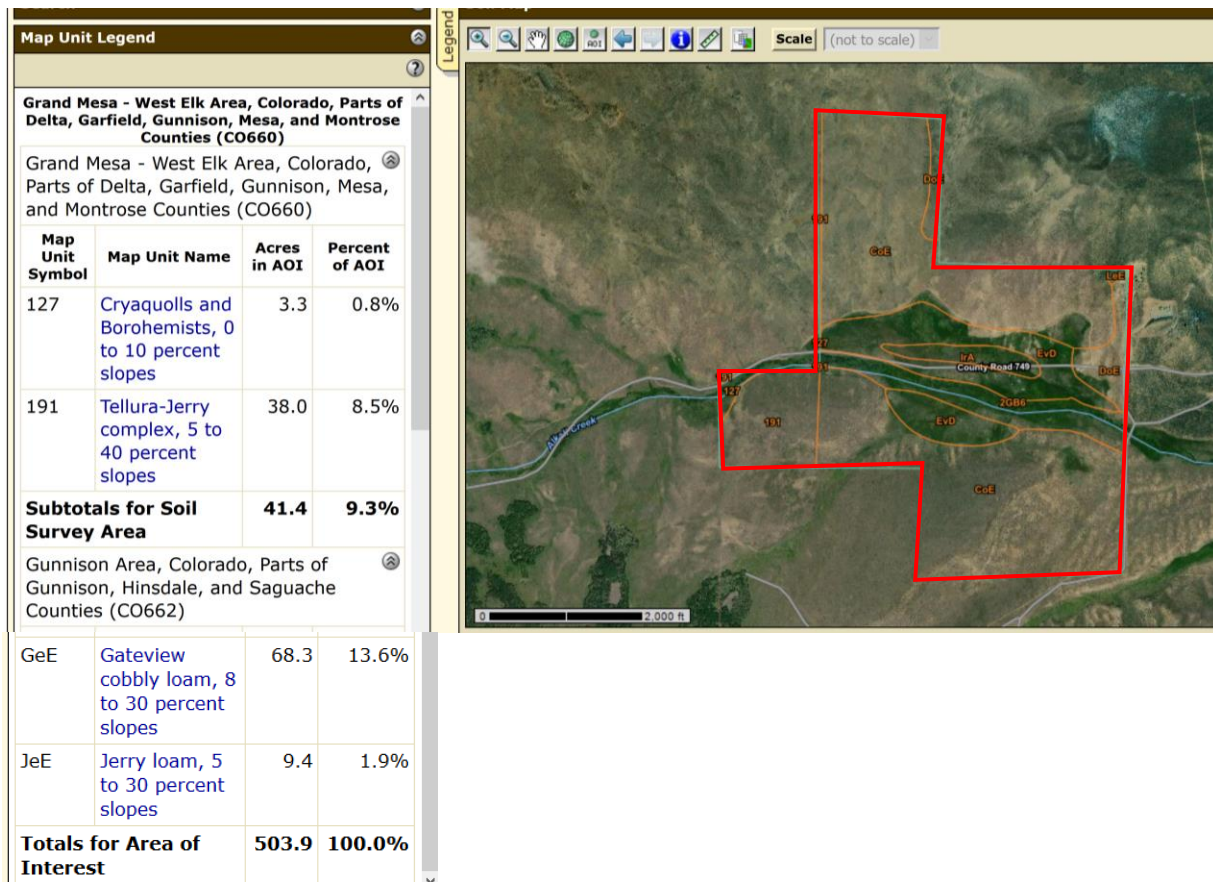 Map Unit Legend
Grand Mesa - West Elk Area, Colorado, Parts of
Delta, Garfield, Gunnison, Mesa, and Montrose
Counties (CO660)
Grand Mesa - West Elk Area, Colorado,
Parts of Delta, Garfield, Gunnison, Mesa,
and Montrose Counties (CO660)
Map Unit Symbol Map Unit Name Acres in AOI Percent of AOI
127 Cryaquolls and 3.3 0.8%
Borohemists, 0
to 10 percent
slopes
191 Tellura-Jerry 38.0 8.5%
complex, 5 to
40 percent
slopes
Subtotals for Soil 41.4 9.3%
Survey Area
Gunnison Area, Colorado, Parts of
Gunnison, Hinsdale, and Saguache
Counties (CO662)
GeE Gateview 68.3 13.6%
cobbly loam, 8
to 30 percent
slopes
JeE Jerry loam, 5 9.4 1.9%
to 30 percent
slopes
Totals for Area of 503.9 100.0%
Interest
Legend
AOI
Scale (not to scale)
DoE
191
CoE
LeE
127
IrA
EvD
County Road 749
DoE
191
191
127
2GB6
191
EvD
Alkali Creek
CoE
0 2,000 ft